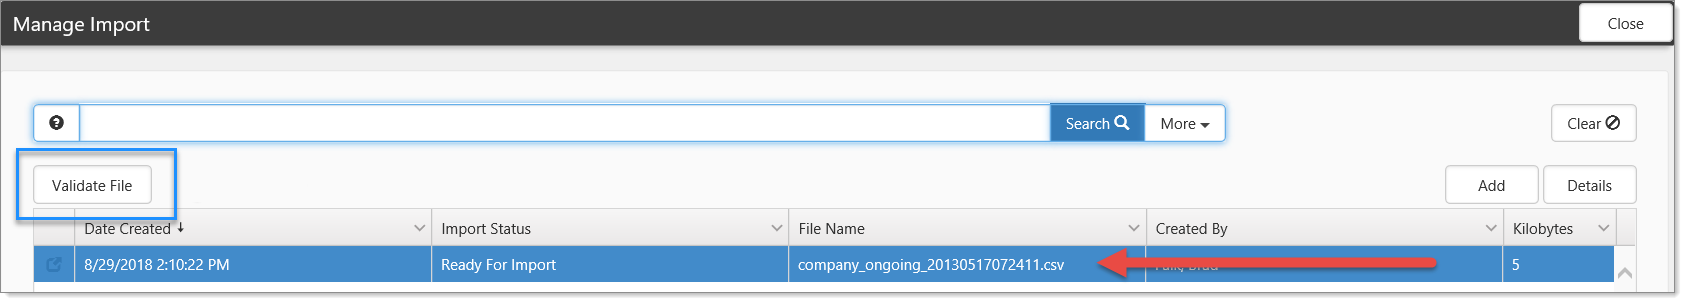 Manage Import
Close
Search
More
Clear
Validate File
Add
Details
Date Created
Import Status
File Name
Created By
Kilobytes
8/29/2018 2:10:22 PM
Ready For Import
company_ongoing_20130517072411.csv
5